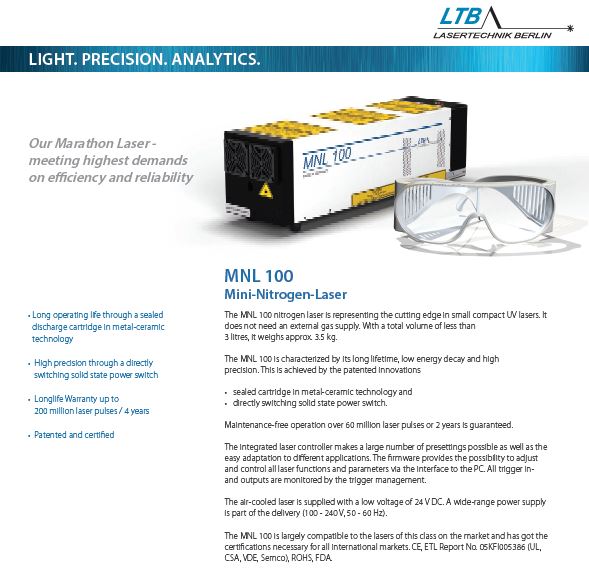 LTB
LASERTECHNIK BERLIN
LIGHT. PRECISION. ANALYTICS.
Our Marathon Laser -
meeting highest demands
on efficiency and reliability
MNL 100
LTB
MNL 100
Mini-Nitrogen-Laser
• Long operating life through a sealed
discharge cartridge in metal-ceramic
technology
• High precision through a directly
switching solid state power switch
• Longlife Warranty up to
200 million laser pulses / 4 years
• Patented and certified
The MNL 100 nitrogen laser is representing the cutting edge in small compact UV lasers. It
does not need an external gas supply. With a total volume of less than
3 litres, it weighs approx. 3.5 kg.
The MNL 100 is characterized by its long lifetime, low energy decay and high
precision. This is achieved by the patented innovations
• sealed cartridge in metal-ceramic technology and
• directly switching solid state power switch.
Maintenance-free operation over 60 million laser pulses or 2 years is guaranteed.
The integrated laser controller makes a large number of presettings possible as well as the
easy adaptation to different applications. The firmware provides the possibility to adjust
and control all laser functions and parameters via the interface to the PC. All trigger in-
and outputs are monitored by the trigger management.
The air-cooled laser is supplied with a low voltage of 24 V DC. A wide-range power supply
is part of the delivery (100 - 240 V, 50 - 60 Hz).
The MNL 100 is largely compatible to the lasers of this class on the market and has got the
certifications necessary for all international markets. CE, ETL Report No. 05KFI005386 (UL,
CSA, VDE, Semco), ROHS, FDA.